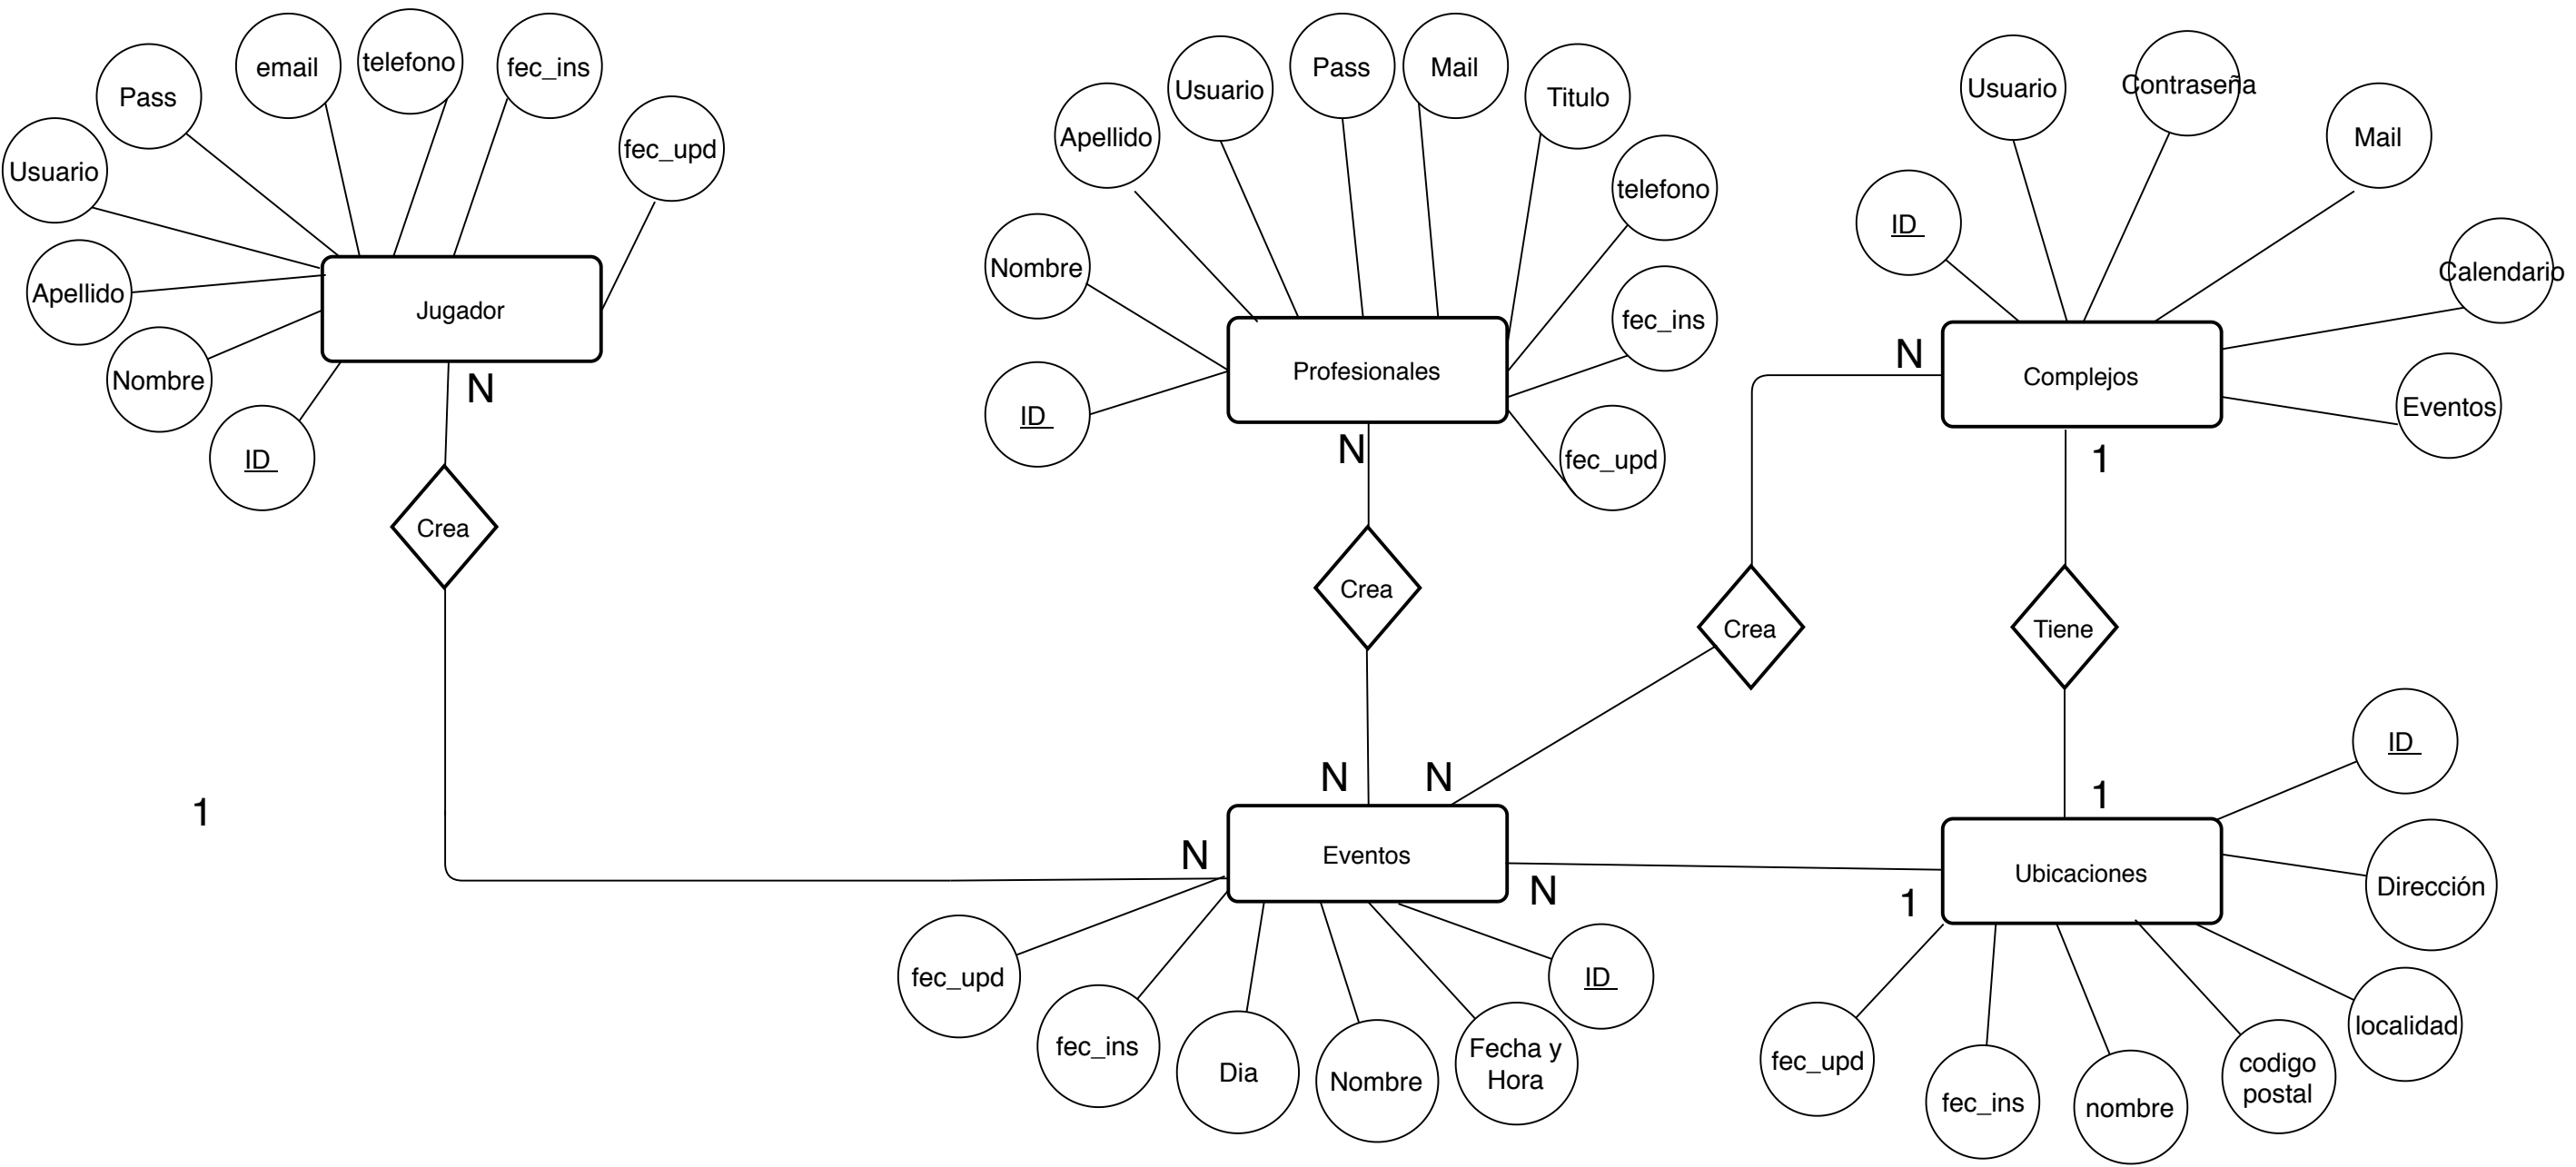 email
telefono
fec_ins
Pass
fec_upd
Usuario
Apellido
Jugador
Nombre
N
ID
Crea
1
Usuario
Pass
Mail
Titulo
Apellido
telefono
Nombre
fec_ins
Profesionales
ID
N
fec_upd
Crea
Usuario
Contraseña
Mail
ID
Calendario
N
Complejos
Eventos
1
Crea
Tiene
N
N
1
ID
N
Eventos
N
1
Ubicaciones
Dirección
fec_upd
fec_ins
Dia
Nombre
Fecha y
Hora
ID
fec_upd
fec_ins
nombre
codigo
postal
localidad